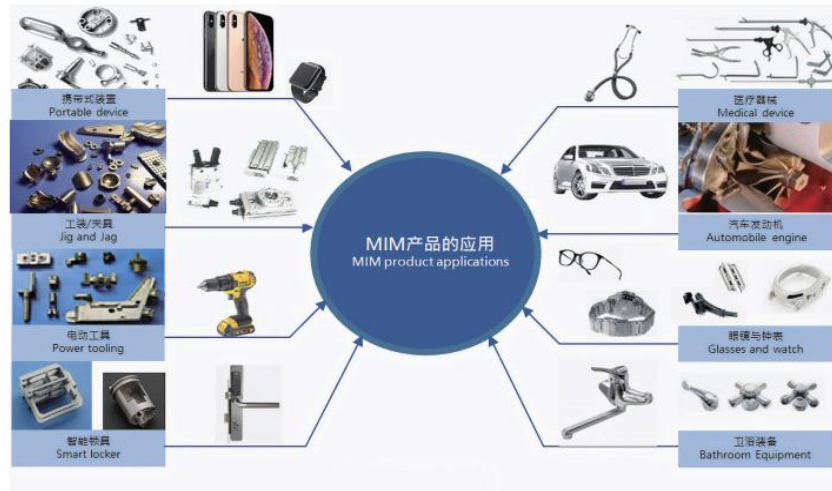 携带式装置
Portable device
医疗器械
Medical device
工装/夹具
Jig and Jag
汽车发动机
Automobile engine
MIM产品的应用
MIM product applications
电动工具
Power tooling
眼镜与钟表
Glasses and watch
智能锁具
Smart locker
卫浴装备
Bathroom Equipment